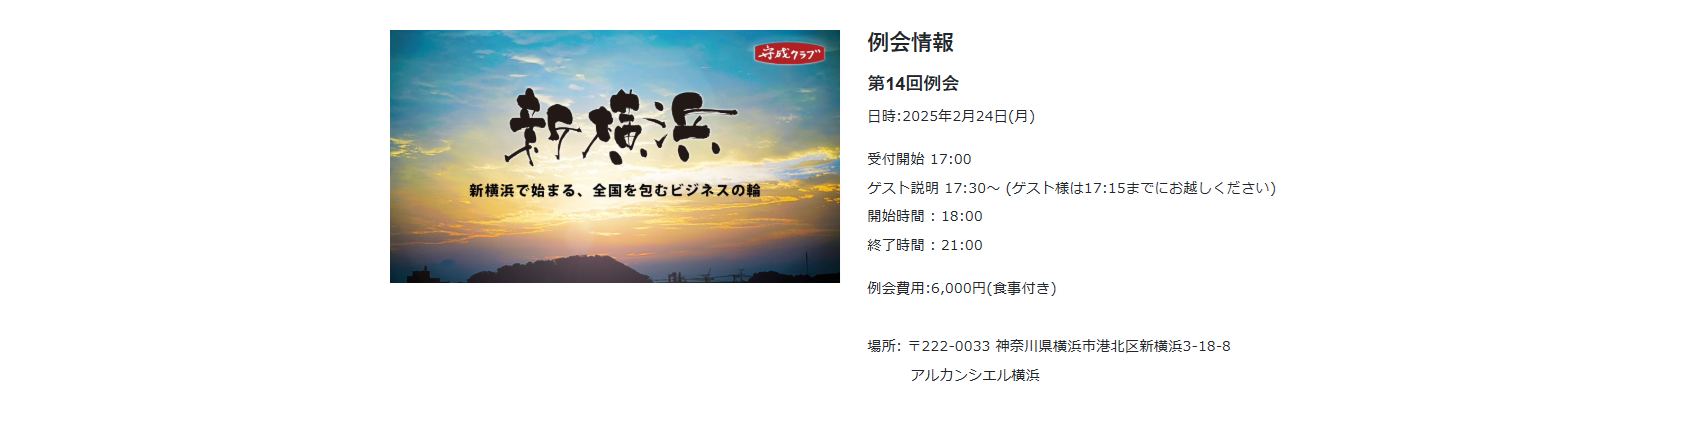 守成クラブ
新横浜
新横浜で始まる、全国を包むビジネスの輪
例会情報
第14回例会
日時:2025年2月24日(月)
受付開始 17:00
ゲスト説明 17:30～ (ゲスト様は17:15までにお越しください)
開始時間 : 18:00
終了時間 : 21:00
例会費用:6,000円(食事付き)
場所: 〒222-0033 神奈川県横浜市港北区新横浜3-18-8
アルカンシエル横浜